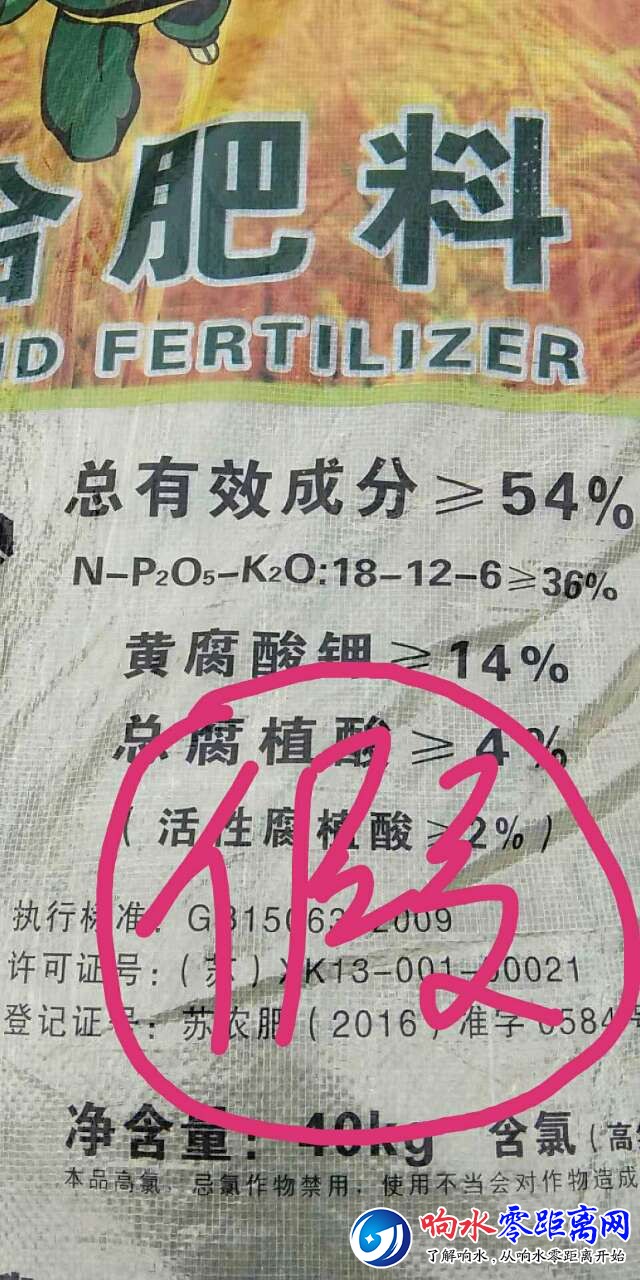 合肥料
ND FERTILIZER
总有效成分≥54%
N-P2O5-K2O:18-12-6≥36%
黄腐酸钾≥14%
总腐植酸≥4%
(活性腐植酸≥2%)
假
执行标准: GB15063-2009
许可证号:(苏)XK13-001-00021
登记证号:苏农肥(2016)准字0584号
净含量: 40kg 含氯(高
本品高氯,忌氯作物禁用,使用不当会对作物造成
响水零距离网
了解响水,从响水零距离开始